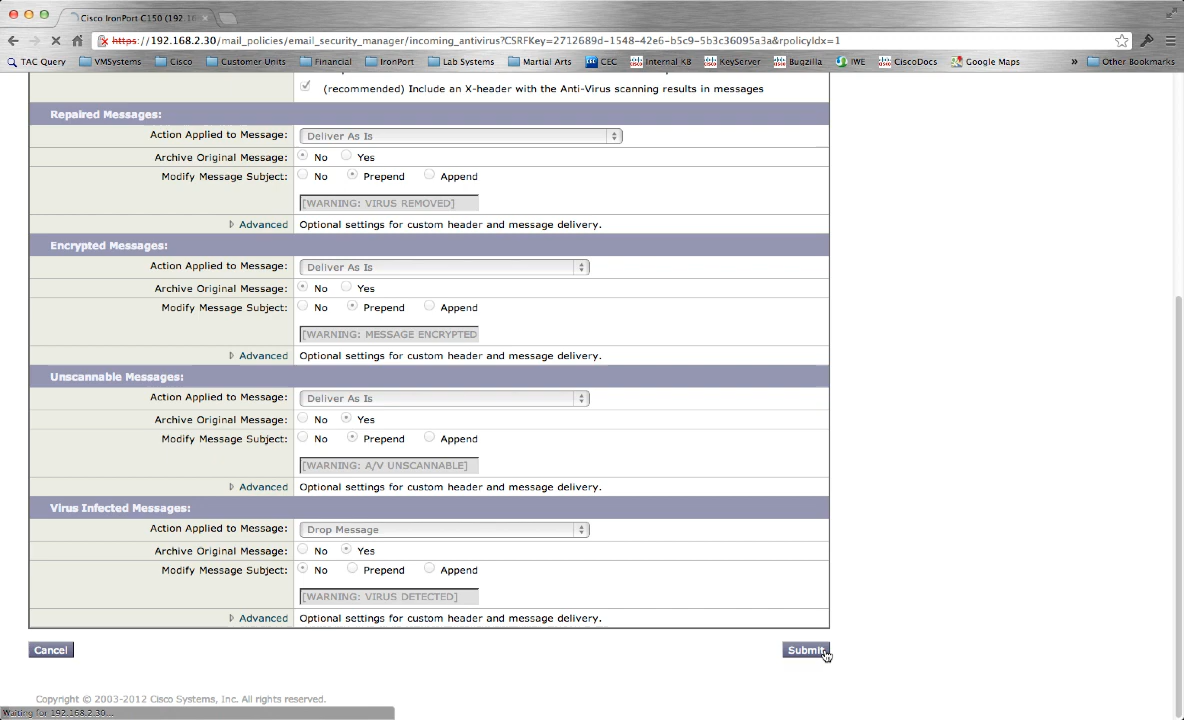 Cisco IronPort C150 (192.16
https://192.168.2.30/mail_policies/email_security_manager/incoming_antivirus?CSRFKey=2712689d-1548-42e6-b5c9-5b3c36095a3a&rpolicyIdx=1
TAC Query VMSystems Cisco Customer Units Financial IronPort Lab Systems Martial Arts CEC Internal KB KeyServer Bugzilla IWE CiscoDocs Google Maps » Other Bookmarks
(recommended) Include an X-header with the Anti-Virus scanning results in messages
Repaired Messages:
Action Applied to Message: Deliver As Is
Archive Original Message: No Yes
Modify Message Subject: No Prepend Append
[WARNING: VIRUS REMOVED]
Advanced Optional settings for custom header and message delivery.
Encrypted Messages:
Action Applied to Message: Deliver As Is
Archive Original Message: No Yes
Modify Message Subject: No Prepend Append
[WARNING: MESSAGE ENCRYPTED
Advanced Optional settings for custom header and message delivery.
Unscannable Messages:
Action Applied to Message: Deliver As Is
Archive Original Message: No Yes
Modify Message Subject: No Prepend Append
[WARNING: A/V UNSCANNABLE]
Advanced Optional settings for custom header and message delivery.
Virus Infected Messages:
Action Applied to Message: Drop Message
Archive Original Message: No Yes
Modify Message Subject: No Prepend Append
[WARNING: VIRUS DETECTED]
Advanced Optional settings for custom header and message delivery.
Cancel Submit
Copyright © 2003-2012 Cisco Systems, Inc. All rights reserved.
Waiting for 192.168.2.30...